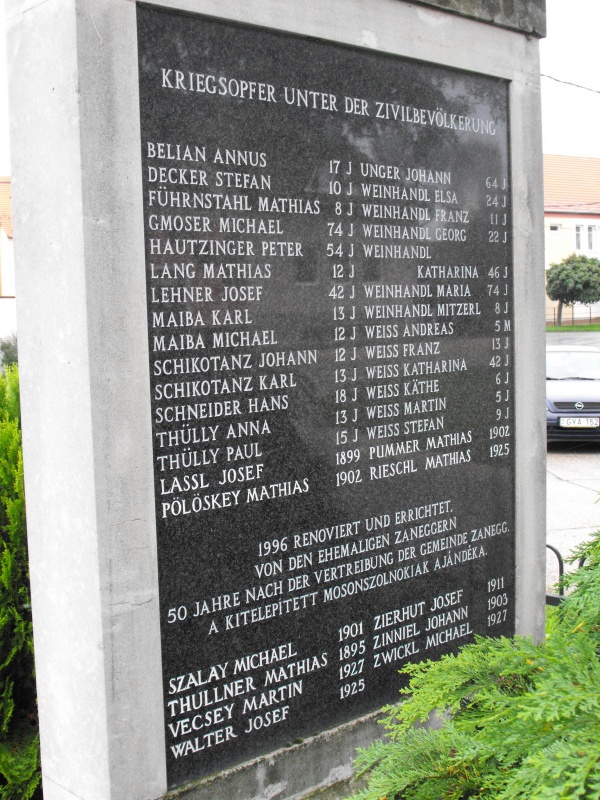 KRIEGSOPFER UNTER DER ZIVILBEVÖLKERUNG
BELIAN ANNUS 17 J UNGER JOHANN 64 J
DECKER STEFAN 10 J WEINHANDL ELSA 24 J
FÜHRNSTAHL MATHIAS 8 J WEINHANDL FRANZ 11 J
GMOSER MICHAEL 74 J WEINHANDL GEORG 22 J
HAUTZINGER PETER 54 J WEINHANDL
LANG MATHIAS 12 J KATHARINA 46 J
LEHNER JOSEF 42 J WEINHANDL MARIA 74 J
MAIBA KARL 13 J WEINHANDL MITZERL 8 J
MAIBA MICHAEL 12 J WEISS ANDREAS 5 M
SCHIKOTANZ JOHANN 12 J WEISS FRANZ 13 J
SCHIKOTANZ KARL 13 J WEISS KATHARINA 42 J
SCHNEIDER HANS 18 J WEISS KÄTHE 6 J
THÜLLY ANNA 13 J WEISS MARTIN 5 J
THÜLLY PAUL 15 J WEISS STEFAN 9 J
LASSL JOSEF 1899 PUMMER MATHIAS 1902
PÖLÖSKEY MATHIAS 1902 RIESCHL MATHIAS 1925
1996 RENOVIERT UND ERRICHTET,
VON DEN EHEMALIGEN ZANEGGERN
50 JAHRE NACH DER VERTREIBUNG DER GEMEINDE ZANEGG.
A KITELEPÍTETT MOSONSZOLNOKIAK AJÁNDÉKA.
SZALAY MICHAEL 1901 ZIERHUT JOSEF 1911
THULLNER MATHIAS 1895 ZINNIEL JOHANN 1903
VECSEY MARTIN 1927 ZWICKL MICHAEL 1927
WALTER JOSEF 1925
GVA-152